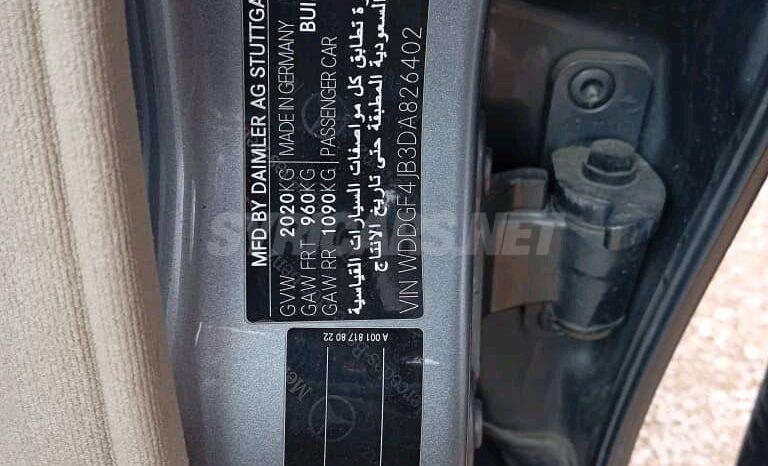 MFD BY DAIMLER AG STUTTGA
BUI
GVW 2020KG MADE IN GERMANY
GAW FRT 960KG
GAW RR 1090KG PASSENGER CAR
ة تطابق كل مواصفات السيارات القياسية
السعودية المطبقة حتى تاريخ الانتاج
VIN WDDGF4JB3DA826402
A 001 817 80 22